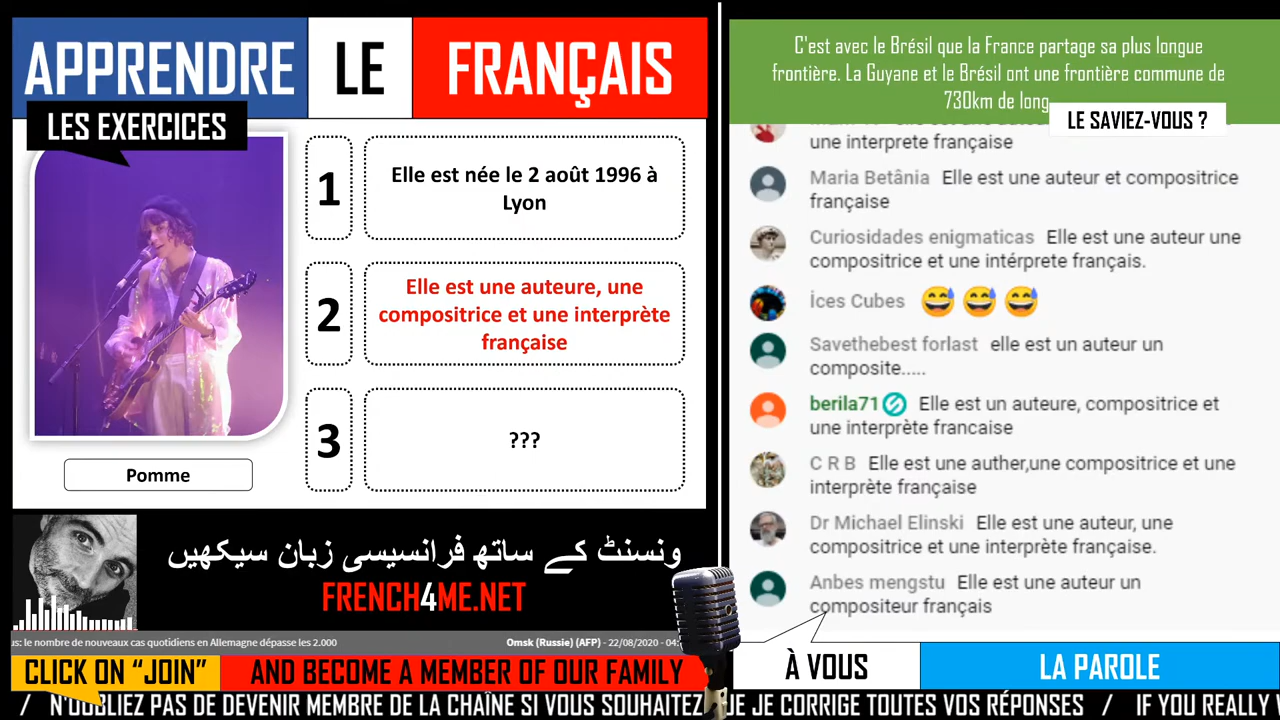 APPRENDRE LE FRANÇAIS
LES EXERCICES
1
Elle est née le 2 août 1996 à
Lyon
2
Elle est une auteure, une
compositrice et une interprète
française
3
???
Pomme
ونسنٹ کے ساتھ فرانسیسی زبان سیکھیں
FRENCH4ME.NET
us: le nombre de nouveaux cas quotidiens en Allemagne dépasse les 2.000
Omsk (Russie) (AFP) - 22/08/2020 - 04:
CLICK ON “JOIN” AND BECOME A MEMBER OF OUR FAMILY
C'est avec le Brésil que la France partage sa plus longue
frontière. La Guyane et le Brésil ont une frontière commune de
730km de long
LE SAVIEZ-VOUS ?
une interprete française
Maria Betânia Elle est une auteur et compositrice
française
Curiosidades enigmaticas Elle est une auteur une
compositrice et une intérprete français.
İces Cubes 😅 😅 😅
Savethebest forlast elle est un auteur un
composite.....
berila71 Elle est un auteure, compositrice et
une interprète francaise
C R B Elle est une auther,une compositrice et une
interprète française
Dr Michael Elinski Elle est une auteur, une
compositrice et une interprète française.
Anbes mengstu Elle est une auteur un
compositeur français
À VOUS LA PAROLE
/ N'OUBLIEZ PAS DE DEVENIR MEMBRE DE LA CHAÎNE SI VOUS SOUHAITEZ QUE JE CORRIGE TOUTES VOS RÉPONSES / IF YOU REALLY